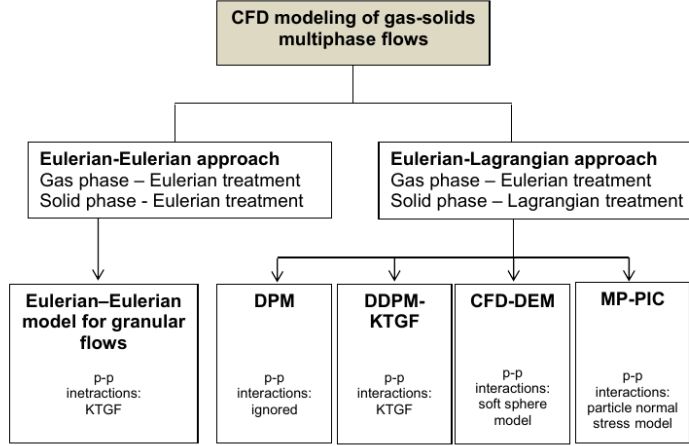 CFD modeling of gas-solids
multiphase flows
Eulerian-Eulerian approach
Gas phase – Eulerian treatment
Solid phase - Eulerian treatment
Eulerian-Lagrangian approach
Gas phase – Eulerian treatment
Solid phase – Lagrangian treatment
Eulerian–Eulerian
model for granular
flows
p-p
inetractions:
KTGF
DPM
p-p
interactions:
ignored
DDPM-
KTGF
p-p
interactions:
KTGF
CFD-DEM
p-p
interactions:
soft sphere
model
MP-PIC
p-p
interactions:
particle normal
stress model